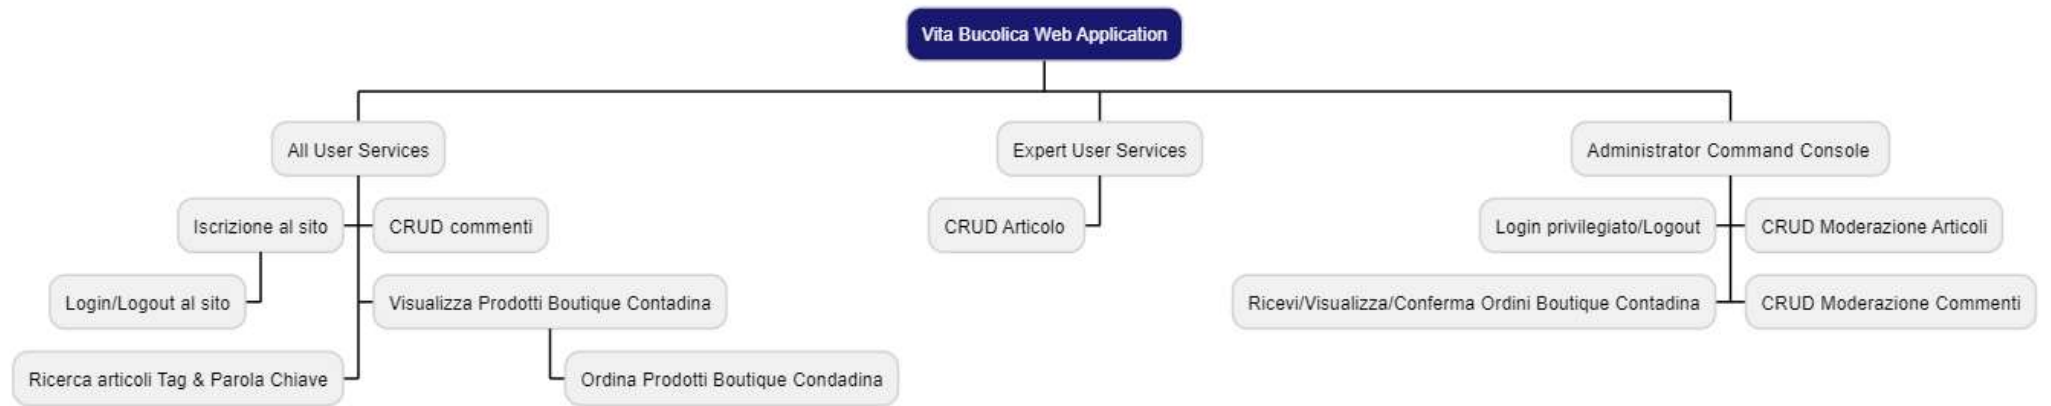 Vita Bucolica Web Application
All User Services
Expert User Services
Administrator Command Console
Iscrizione al sito
CRUD commenti
CRUD Articolo
Login privilegiato/Logout
CRUD Moderazione Articoli
Login/Logout al sito
Visualizza Prodotti Boutique Contadina
Ricevi/Visualizza/Conferma Ordini Boutique Contadina
CRUD Moderazione Commenti
Ricerca articoli Tag & Parola Chiave
Ordina Prodotti Boutique Condadina